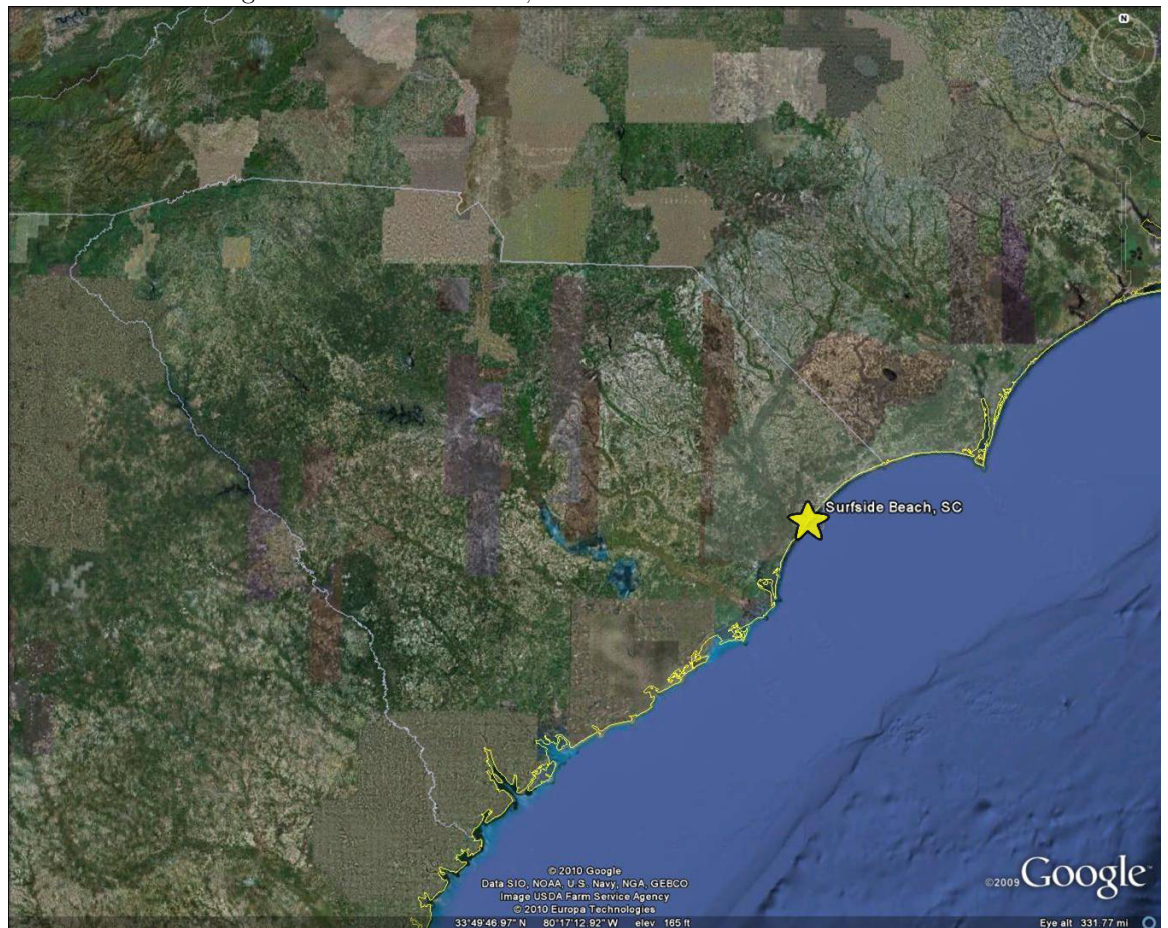 N
Surfside Beach, SC
© 2010 Google
Data SIO, NOAA, U.S. Navy, NGA, GEBCO
Image USDA Farm Service Agency
© 2010 Europa Technologies
©2009 Google
33°49'46.97" N 80°17'12.92" W elev 165 ft
Eye alt 331.77 mi